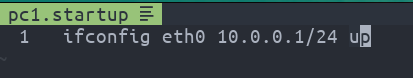 pc1.startup
1 ifconfig eth0 10.0.0.1/24 up
~